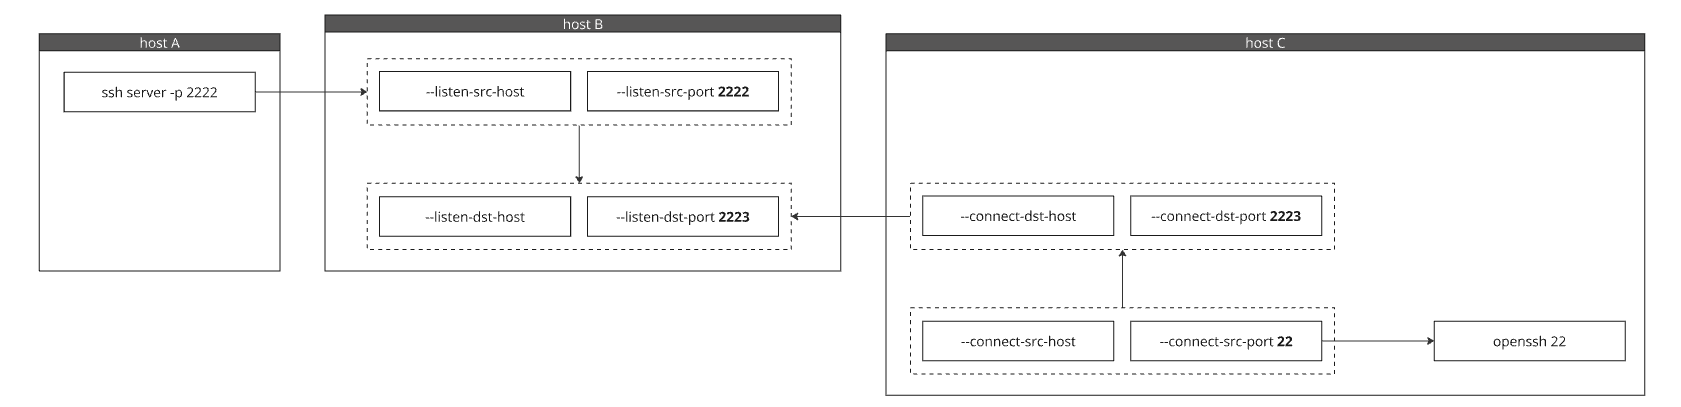 host A
ssh server -p 2222
host B
--listen-src-host
--listen-src-port 2222
--listen-dst-host
--listen-dst-port 2223
host C
--connect-dst-host
--connect-dst-port 2223
--connect-src-host
--connect-src-port 22
openssh 22